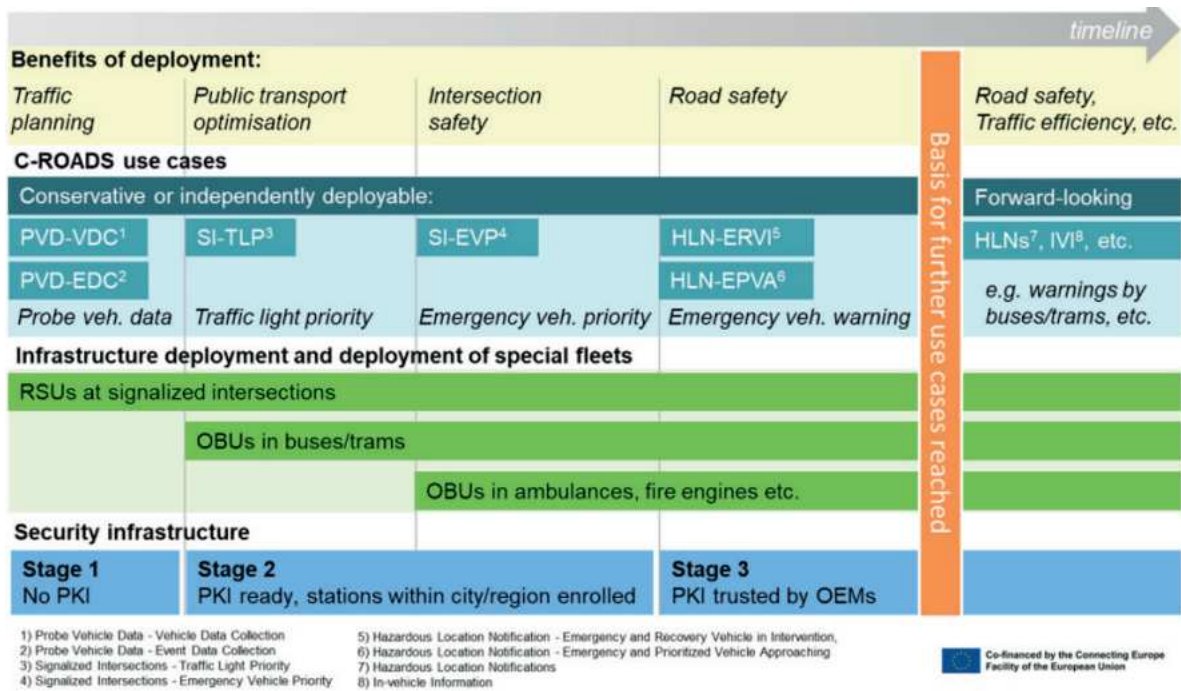 timeline
Benefits of deployment:
Traffic
planning
Public transport
optimisation
Intersection
safety
Road safety
Road safety,
Traffic efficiency, etc.
C-ROADS use cases
Conservative or independently deployable:
Forward-looking
PVD-VDC¹
SI-TLP³
SI-EVP⁴
HLN-ERVI⁵
HLNs⁷, IVI⁸, etc.
PVD-EDC²
HLN-EPVA⁶
e.g. warnings by
buses/trams, etc.
Probe veh. data
Traffic light priority
Emergency veh. priority
Emergency veh. warning
Basis for further use cases reached
Infrastructure deployment and deployment of special fleets
RSUs at signalized intersections
OBUs in buses/trams
OBUs in ambulances, fire engines etc.
Security infrastructure
Stage 1
No PKI
Stage 2
PKI ready, stations within city/region enrolled
Stage 3
PKI trusted by OEMs
1) Probe Vehicle Data - Vehicle Data Collection
2) Probe Vehicle Data - Event Data Collection
3) Signalized Intersections - Traffic Light Priority
4) Signalized Intersections - Emergency Vehicle Priority
5) Hazardous Location Notification - Emergency and Recovery Vehicle in Intervention,
6) Hazardous Location Notification - Emergency and Prioritized Vehicle Approaching
7) Hazardous Location Notifications
8) In-vehicle Information
Co-financed by the Connecting Europe
Facility of the European Union